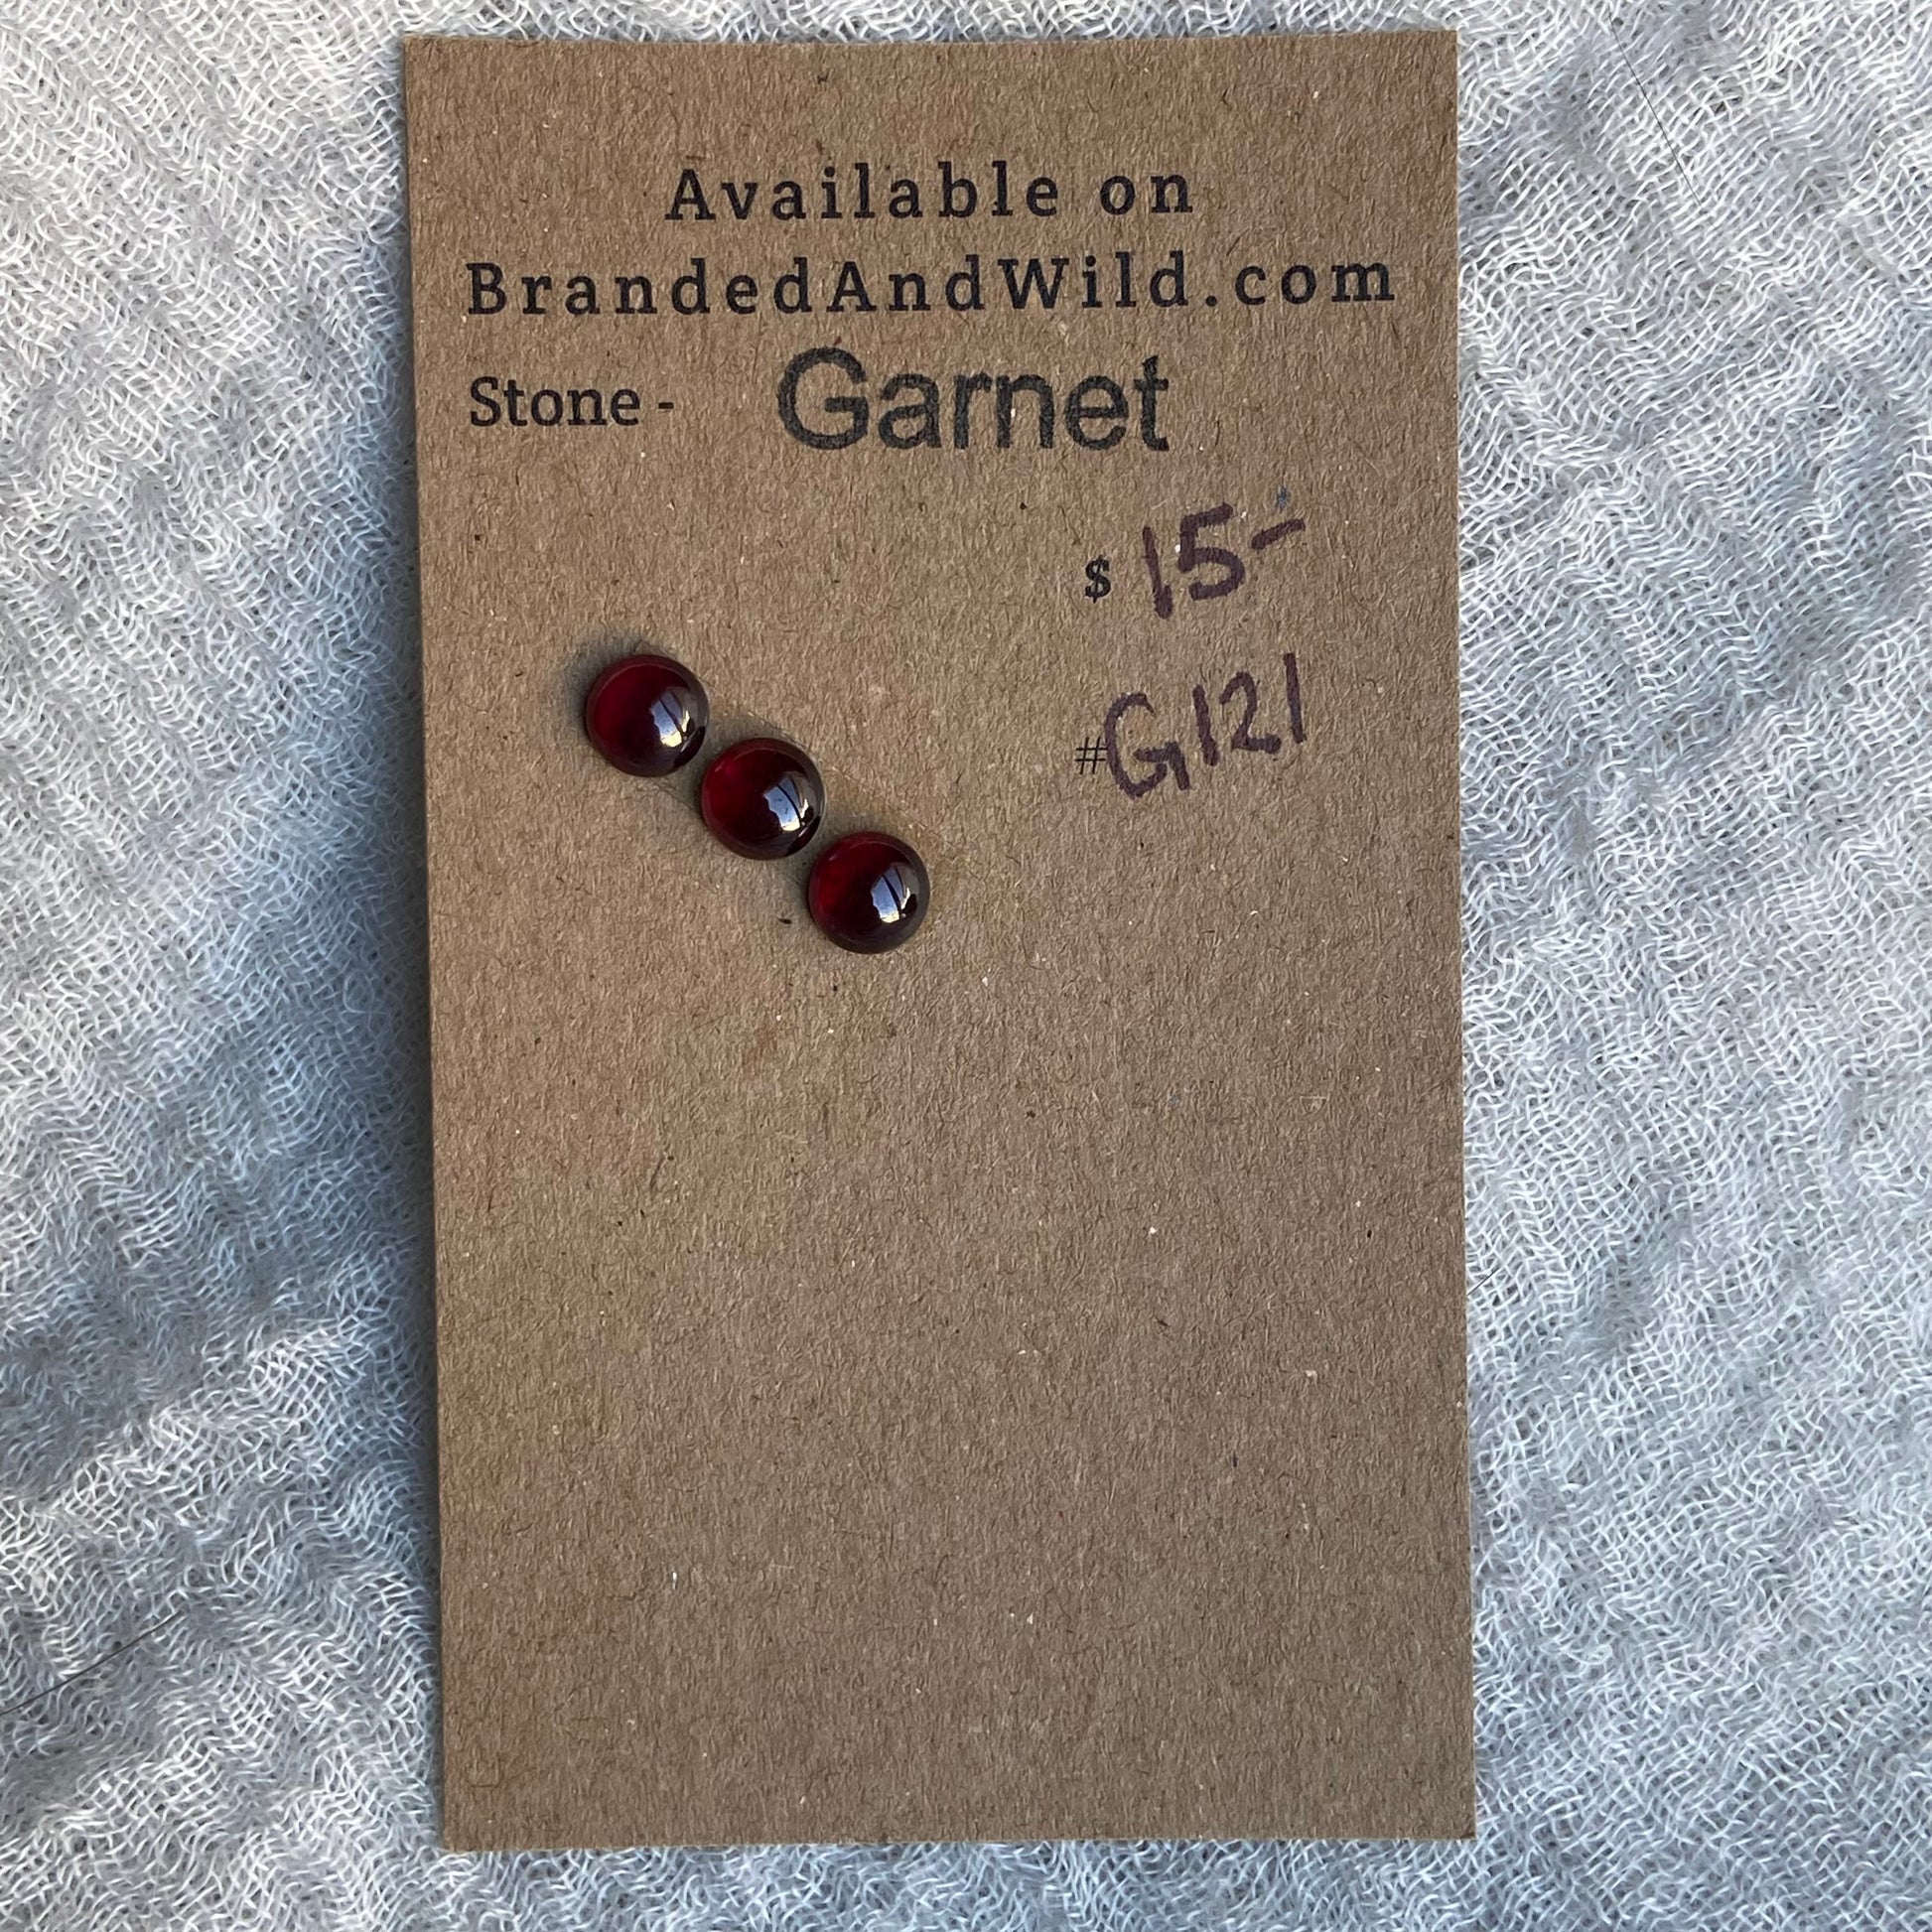 Available on
BrandedAndWild.com
Stone - Garnet
$ 15-
#G121